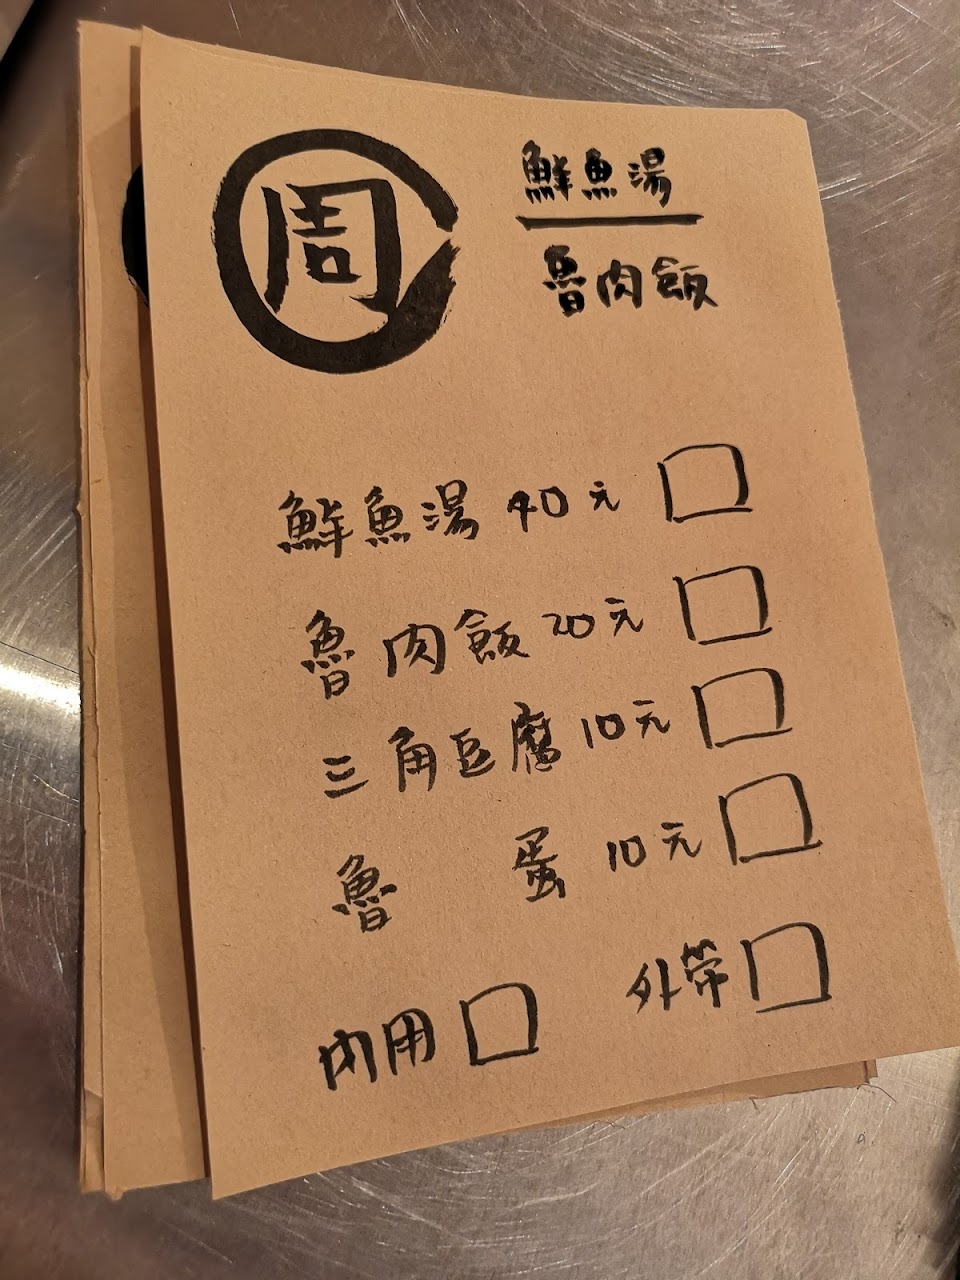 周
鮮魚湯
魯肉飯
鮮魚湯 40元
魯肉飯 20元
三角豆腐 10元
魯 蛋 10元
內用 外帶